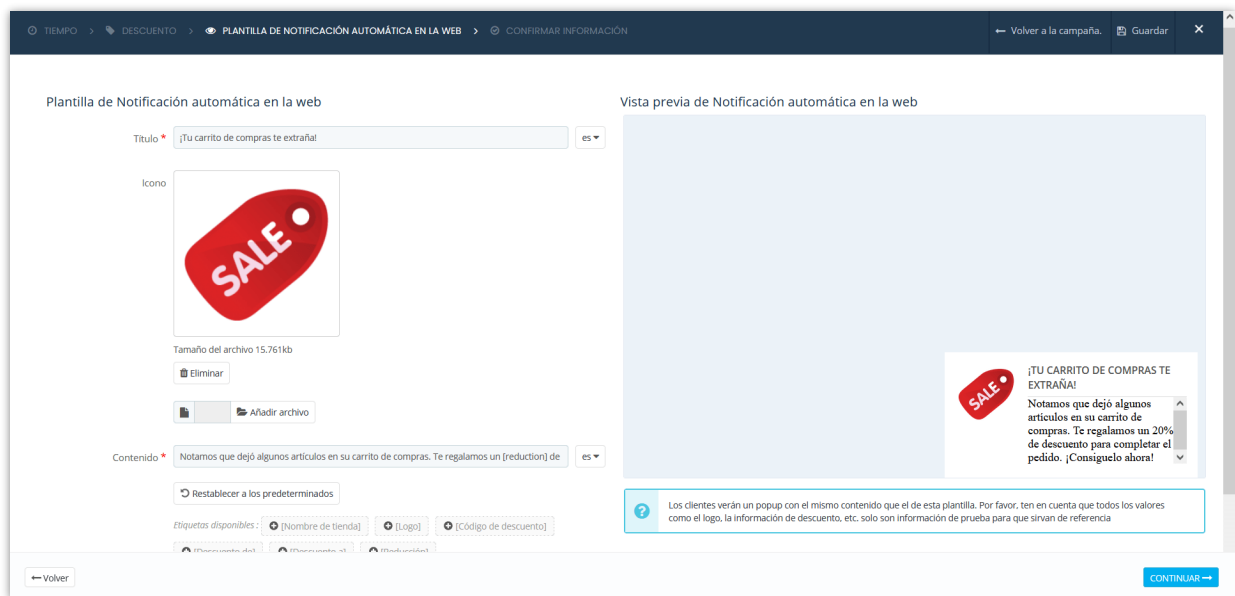 TIEMPO > DESCUENTO > PLANTILLA DE NOTIFICACIÓN AUTOMÁTICA EN LA WEB > CONFIRMAR INFORMACIÓN
← Volver a la campaña. Guardar ×
Plantilla de Notificación automática en la web
Título * ¡Tu carrito de compras te extraña! es
Icono
SALE
Tamaño del archivo 15.761kb
Eliminar
Añadir archivo
Contenido * Notamos que dejó algunos artículos en su carrito de compras. Te regalamos un [reduction] de es
Restablecer a los predeterminados
Etiquetas disponibles : [Nombre de tienda] [Logo] [Código de descuento]
[Descuento de] [Descuento a] [Reducción]
Vista previa de Notificación automática en la web
SALE
¡TU CARRITO DE COMPRAS TE
EXTRAÑA!
Notamos que dejó algunos
artículos en su carrito de
compras. Te regalamos un 20%
de descuento para completar el
pedido. ¡Consiguelo ahora!
? Los clientes verán un popup con el mismo contenido que el de esta plantilla. Por favor, ten en cuenta que todos los valores
como el logo, la información de descuento, etc. solo son información de prueba para que sirvan de referencia
← Volver
CONTINUAR →